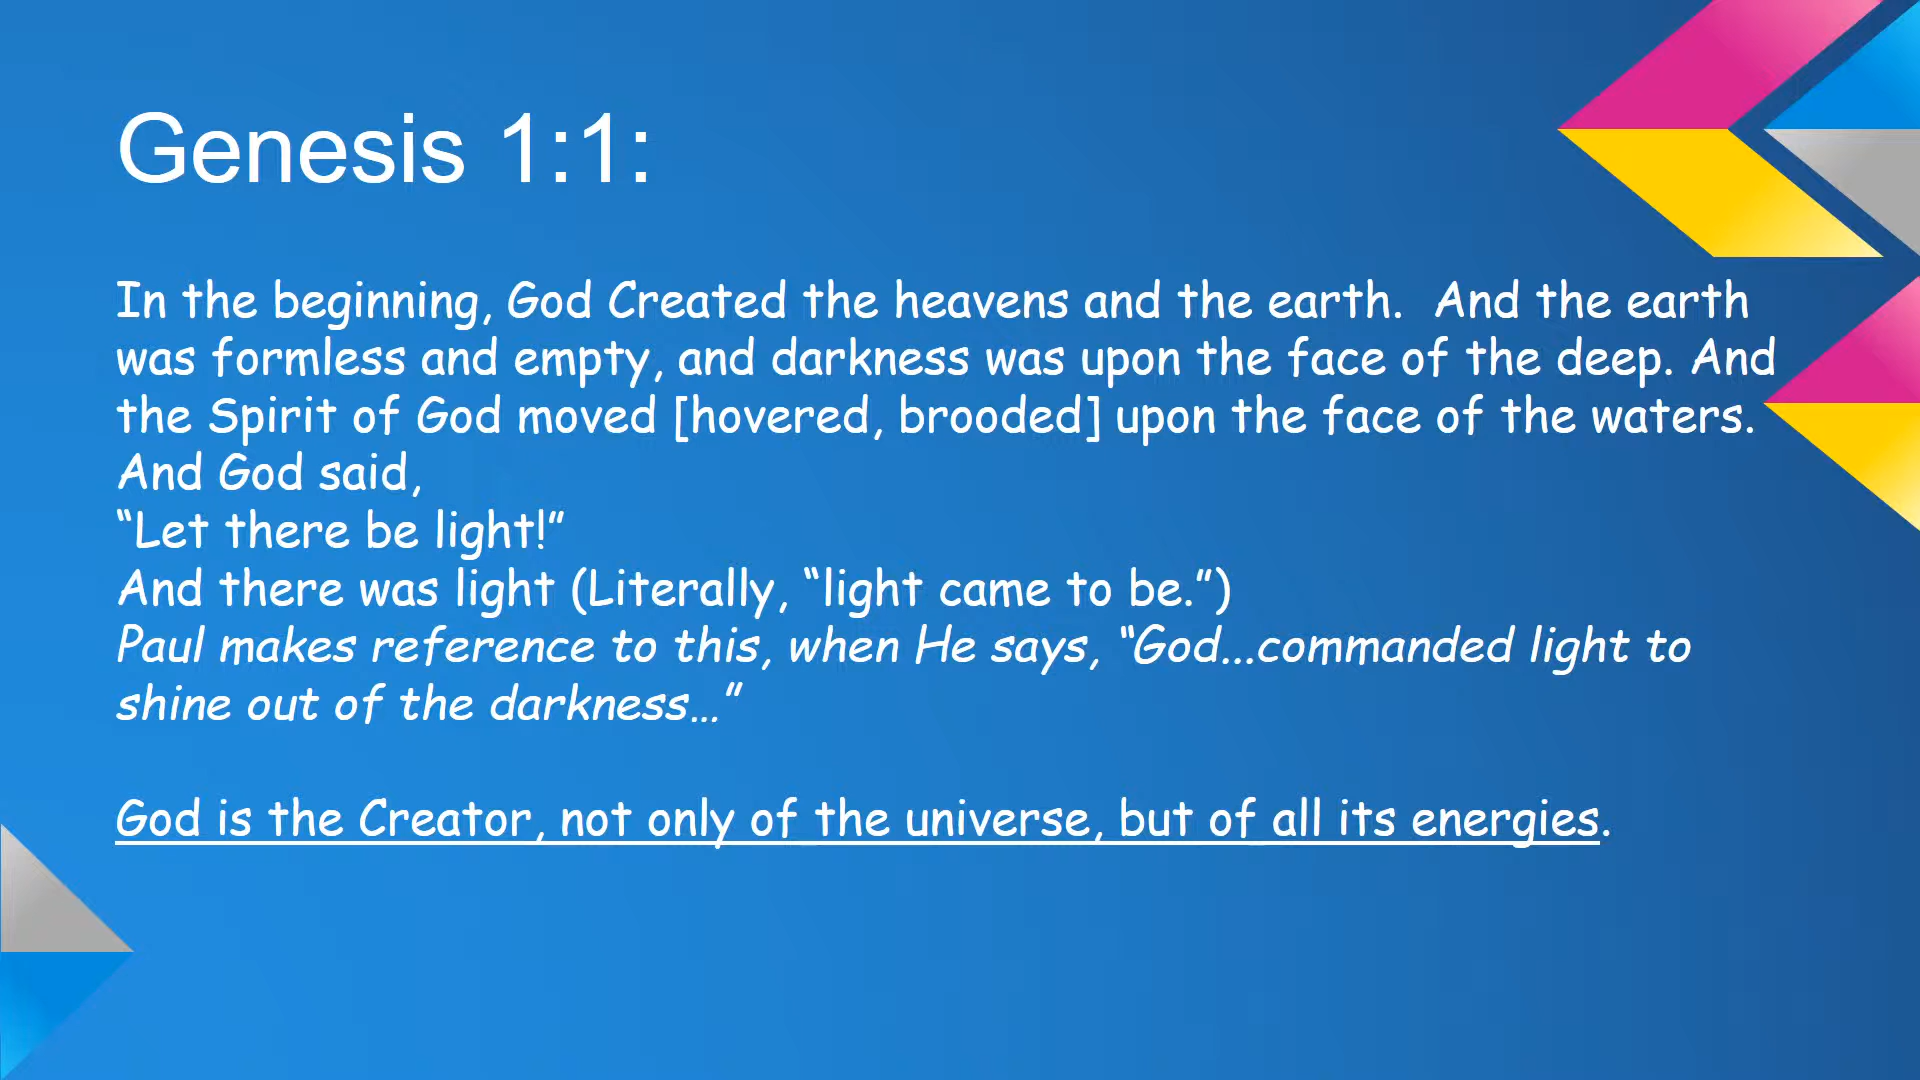 Genesis 1:1:
In the beginning, God Created the heavens and the earth.  And the earth
was formless and empty, and darkness was upon the face of the deep. And
the Spirit of God moved [hovered, brooded] upon the face of the waters.
And God said,
“Let there be light!”
And there was light (Literally, “light came to be.”)
Paul makes reference to this, when He says, “God...commanded light to
shine out of the darkness…”
God is the Creator, not only of the universe, but of all its energies.